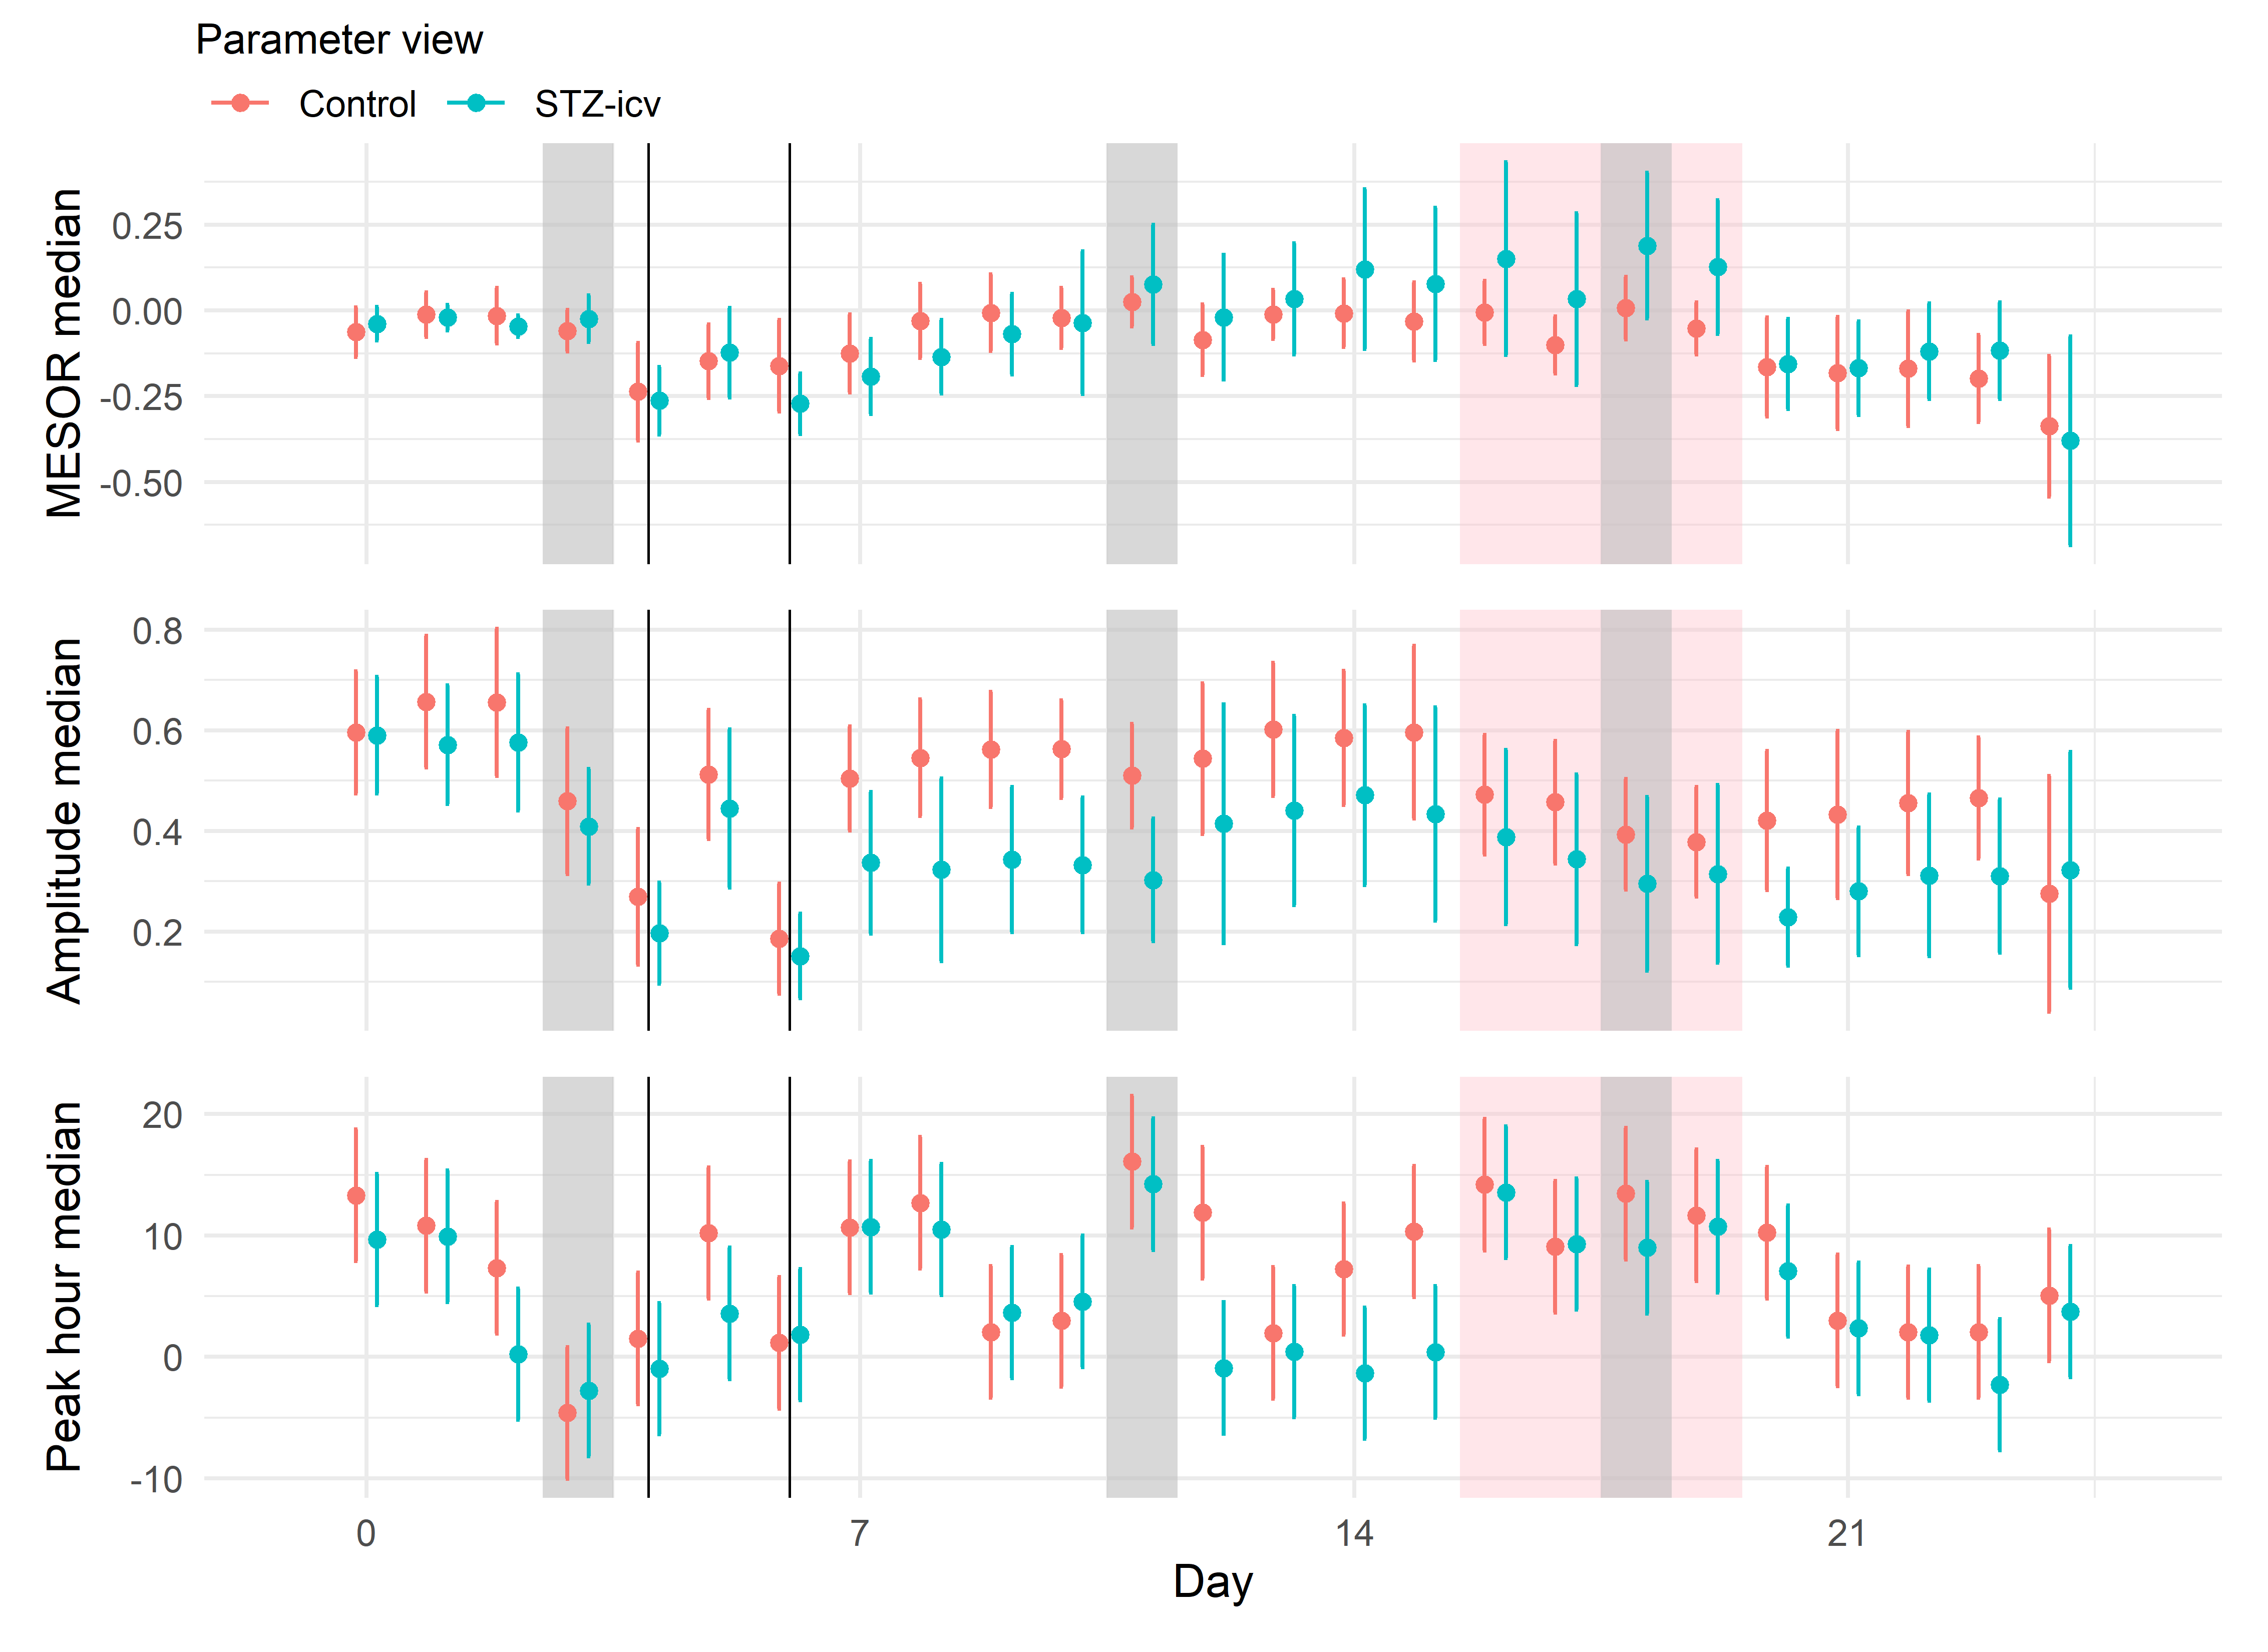 Parameter view
Control STZ-icv
MESOR median
0.25
0.00
-0.25
-0.50
Amplitude median
0.8
0.6
0.4
0.2
Peak hour median
20
10
0
-10
0 7 14 21
Day